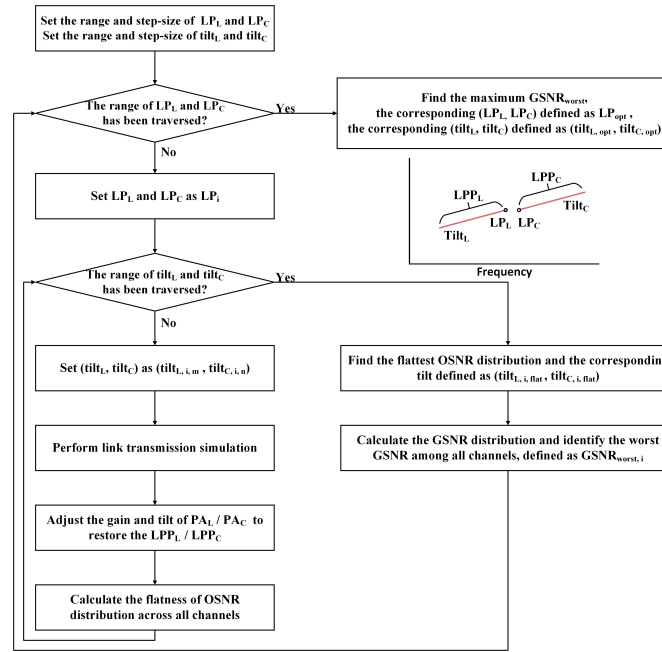 Set the range and step-size of LP_L and LP_C
Set the range and step-size of tilt_L and tilt_C
The range of LP_L and LP_C
has been traversed?
Yes
No
Find the maximum GSNR_worst,
the corresponding (LP_L, LP_C) defined as LP_opt ,
the corresponding (tilt_L, tilt_C) defined as (tilt_L, opt , tilt_C, opt)
Set LP_L and LP_C as LP_i
LPP_L
LPP_C
Tilt_L
LP_L
LP_C
Tilt_C
Frequency
The range of tilt_L and tilt_C
has been traversed?
Yes
No
Set (tilt_L, tilt_C) as (tilt_L, i, m , tilt_C, i, n)
Find the flattest OSNR distribution and the correspondin
tilt defined as (tilt_L, i, flat , tilt_C, i, flat)
Perform link transmission simulation
Calculate the GSNR distribution and identify the worst
GSNR among all channels, defined as GSNR_worst, i
Adjust the gain and tilt of PA_L / PA_C to
restore the LPP_L / LPP_C
Calculate the flatness of OSNR
distribution across all channels